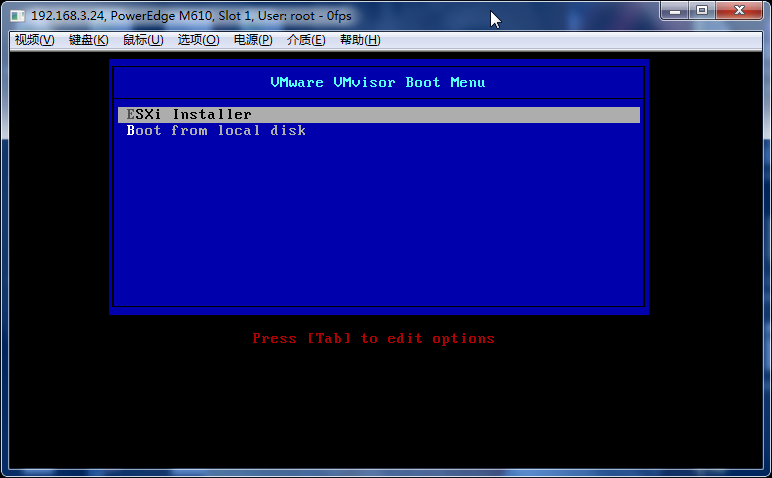 192.168.3.24, PowerEdge M610, Slot 1, User: root - 0fps
视频(V) 键盘(K) 鼠标(U) 选项(O) 电源(P) 介质(E) 帮助(H)
VMware VMvisor Boot Menu
ESXi Installer
Boot from local disk
Press [Tab] to edit options